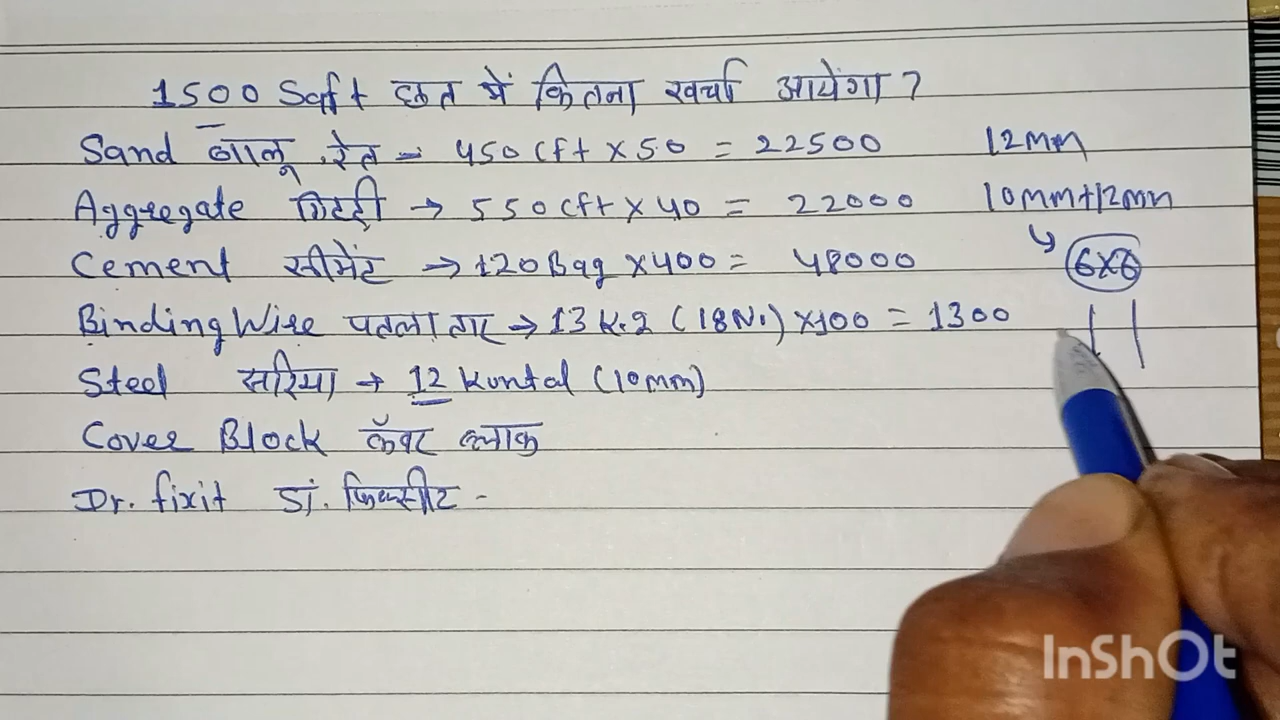 1500 Sqft छत में कितना खर्चा आयेंगा ?
Sand बालू, रेत → 450 Cft x 50 = 22500 12mm
Aggregate गिट्टी → 550 Cft x 40 = 22000 10mm+12mm
Cement सीमेंट → 120 Bag x 400 = 48000 6x6
Binding Wire पतला तार → 13 K.g (18 No.) x 100 = 1300
Steel सरिया → 12 kuntal (10mm)
Cover Block कॅवर ब्लाक
Dr. fixit डां. फिक्सीट -
InShOt